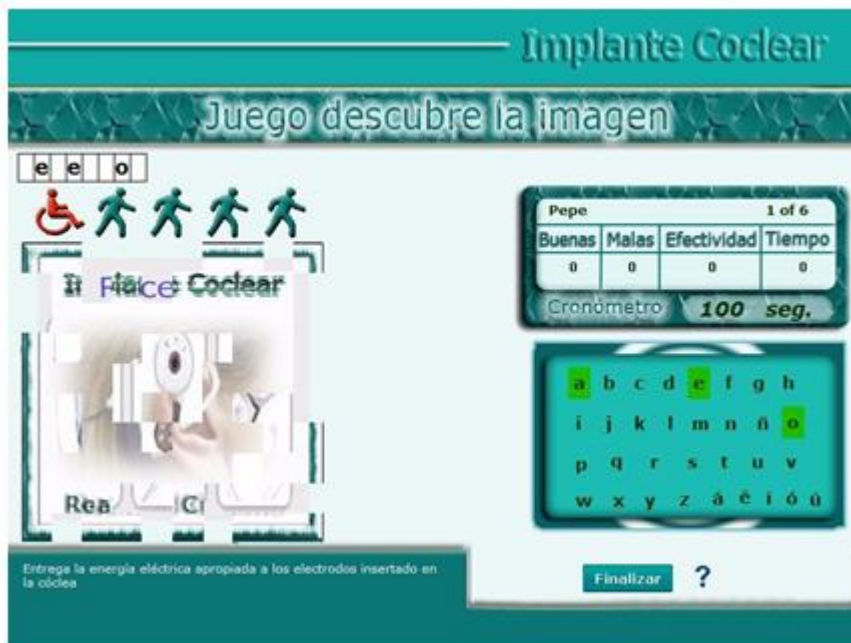 Implante Coclear
Juego descubre la imagen
e e o
Pepe 1 of 6
Buenas Malas Efectividad Tiempo
0 0 0 0
Cronómetro 100 seg.
Coclear
a b c d e f g h
i j k l m n ñ o
p q r s t u v
w x y z á é í ó ú
Rea
Entrega la energía eléctrica apropiada a los electrodos insertado en
la cóclea
Finalizar ?